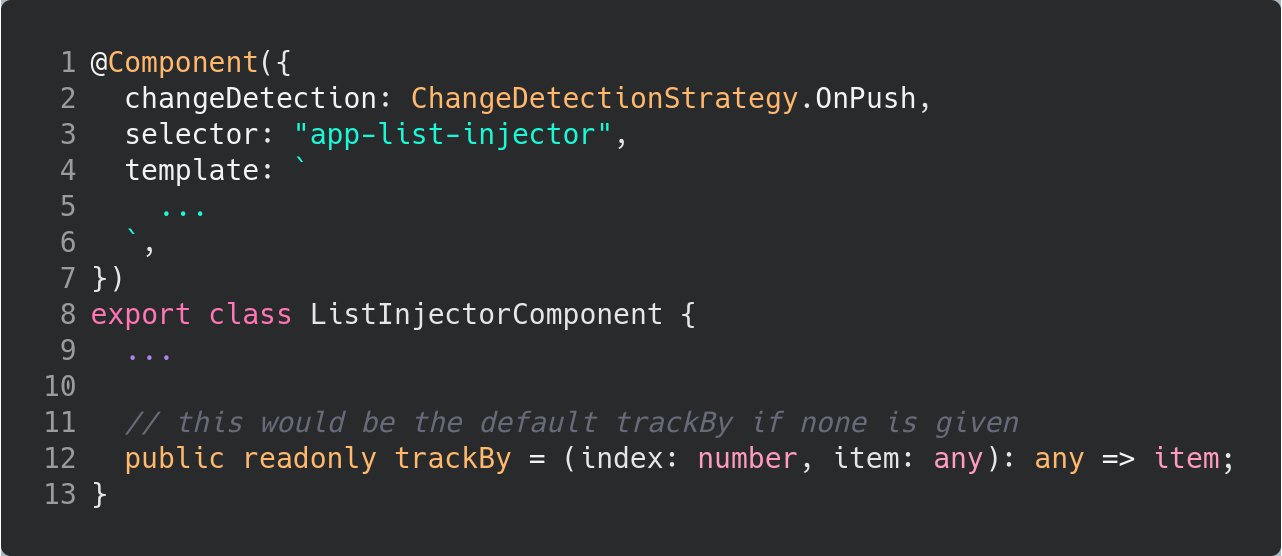 1 @Component({
2   changeDetection: ChangeDetectionStrategy.OnPush,
3   selector: "app-list-injector",
4   template: `
5     ...
6   `,
7 })
8 export class ListInjectorComponent {
9   ...
10
11   // this would be the default trackBy if none is given
12   public readonly trackBy = (index: number, item: any): any => item;
13 }